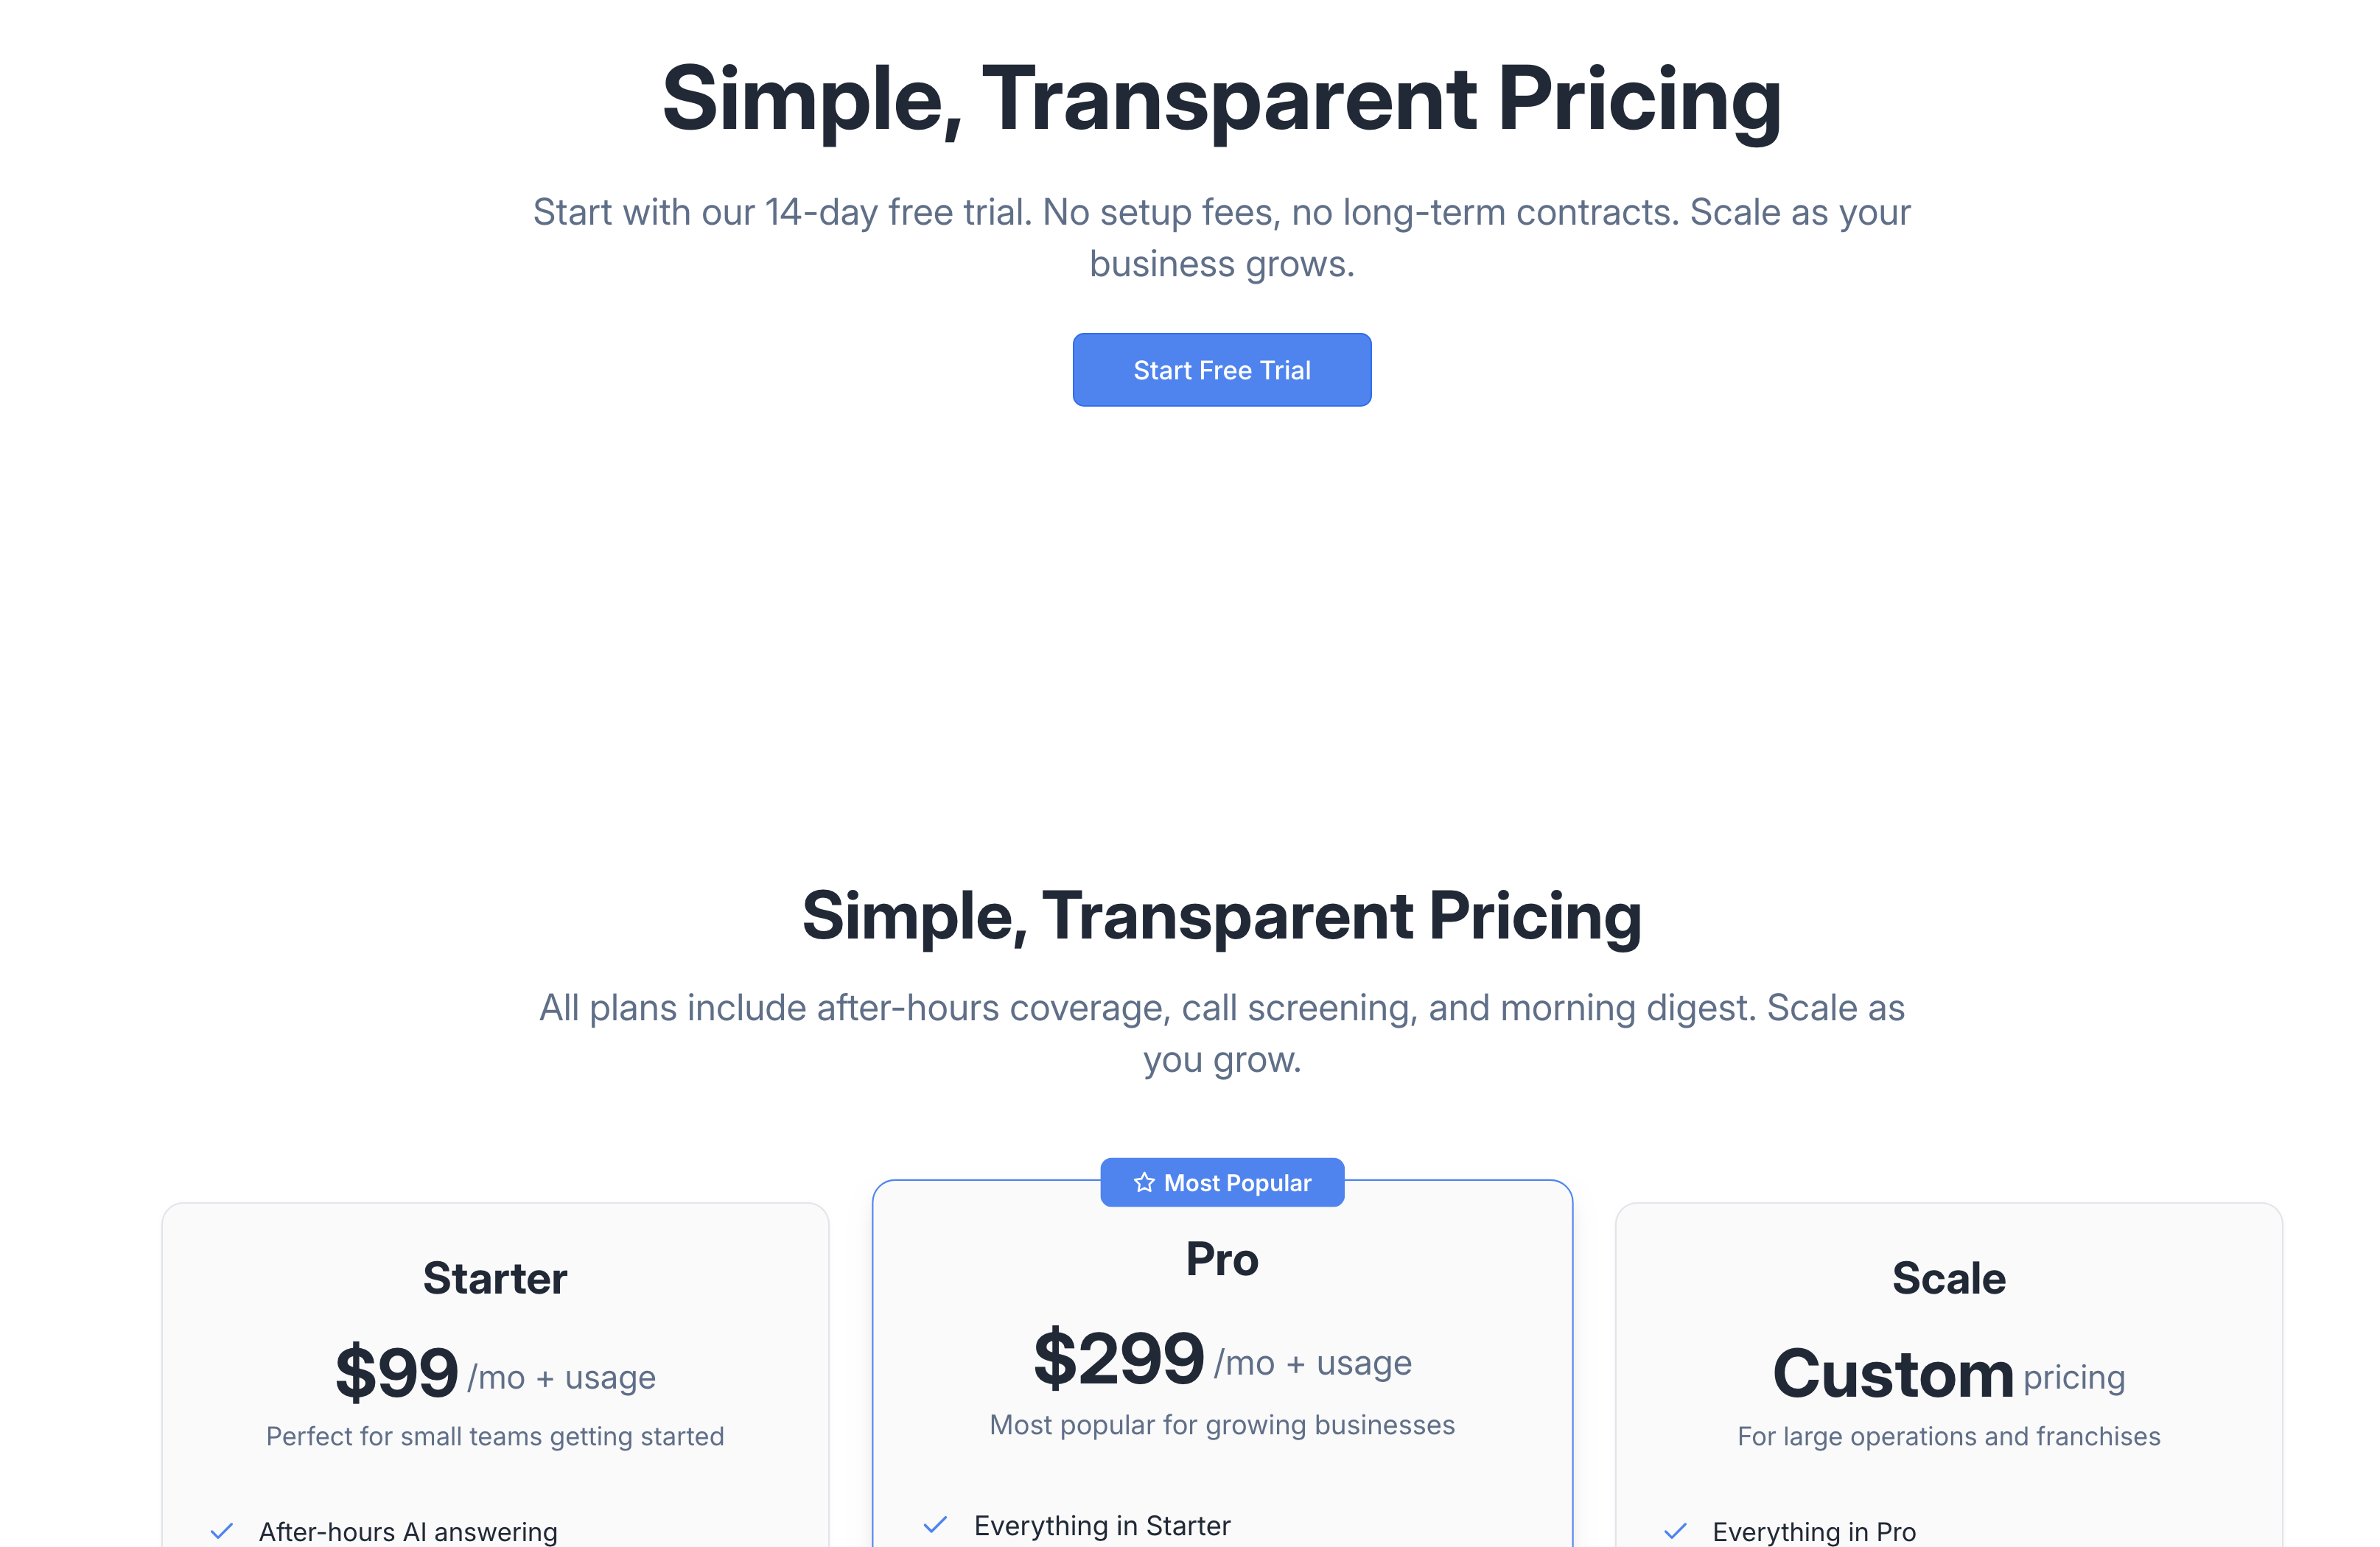 Simple, Transparent Pricing
Start with our 14-day free trial. No setup fees, no long-term contracts. Scale as your
business grows.
Start Free Trial
Simple, Transparent Pricing
All plans include after-hours coverage, call screening, and morning digest. Scale as
you grow.
Starter
$99 /mo + usage
Perfect for small teams getting started
After-hours AI answering
Most Popular
Pro
$299 /mo + usage
Most popular for growing businesses
Everything in Starter
Scale
Custom pricing
For large operations and franchises
Everything in Pro